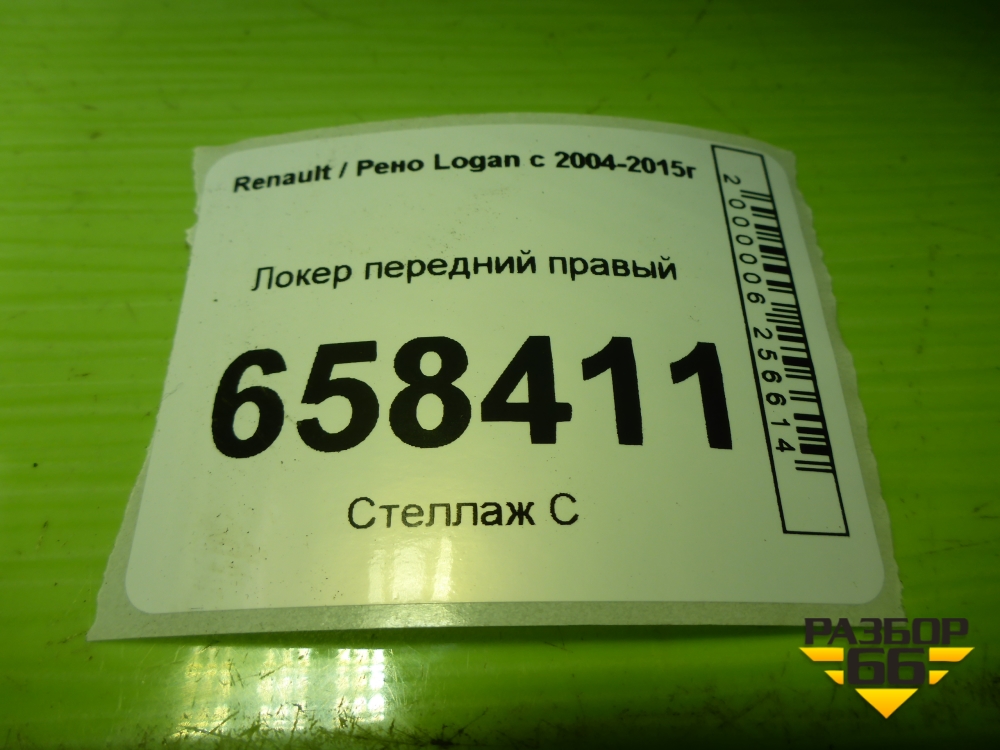 Renault / Рено Logan с 2004-2015г
Локер передний правый
658411
Стеллаж С
2000006256614
РАЗБОР
66